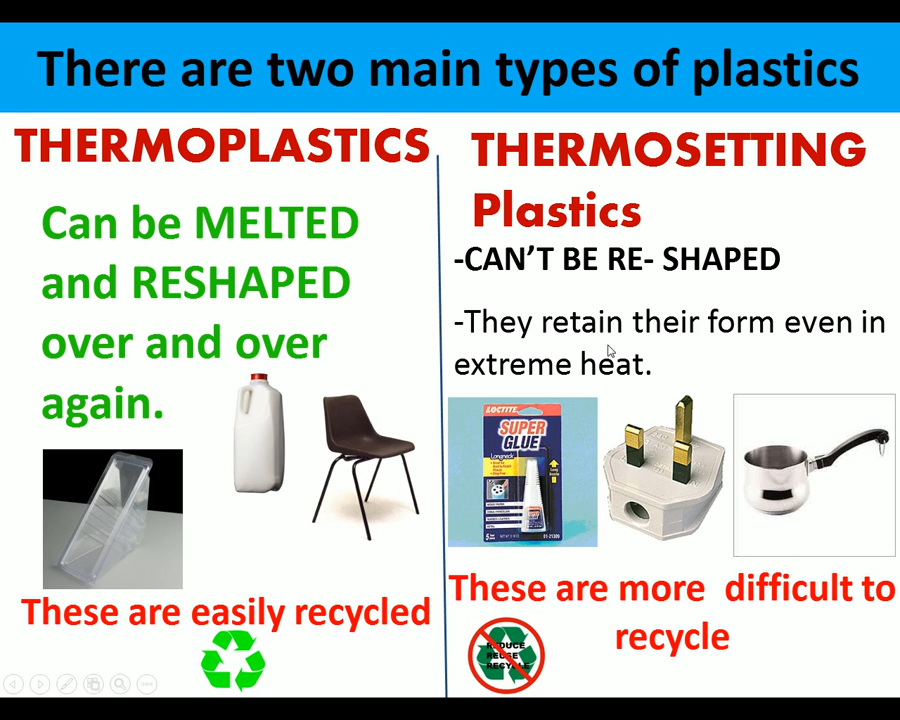 There are two main types of plastics
THERMOPLASTICS
Can be MELTED
and RESHAPED
over and over
again.
These are easily recycled
THERMOSETTING
Plastics
-CAN’T BE RE- SHAPED
-They retain their form even in
extreme heat.
LOCTITE
SUPER
GLUE
Longneck
These are more  difficult to
recycle
REDUCE
REUSE
RECYCLE